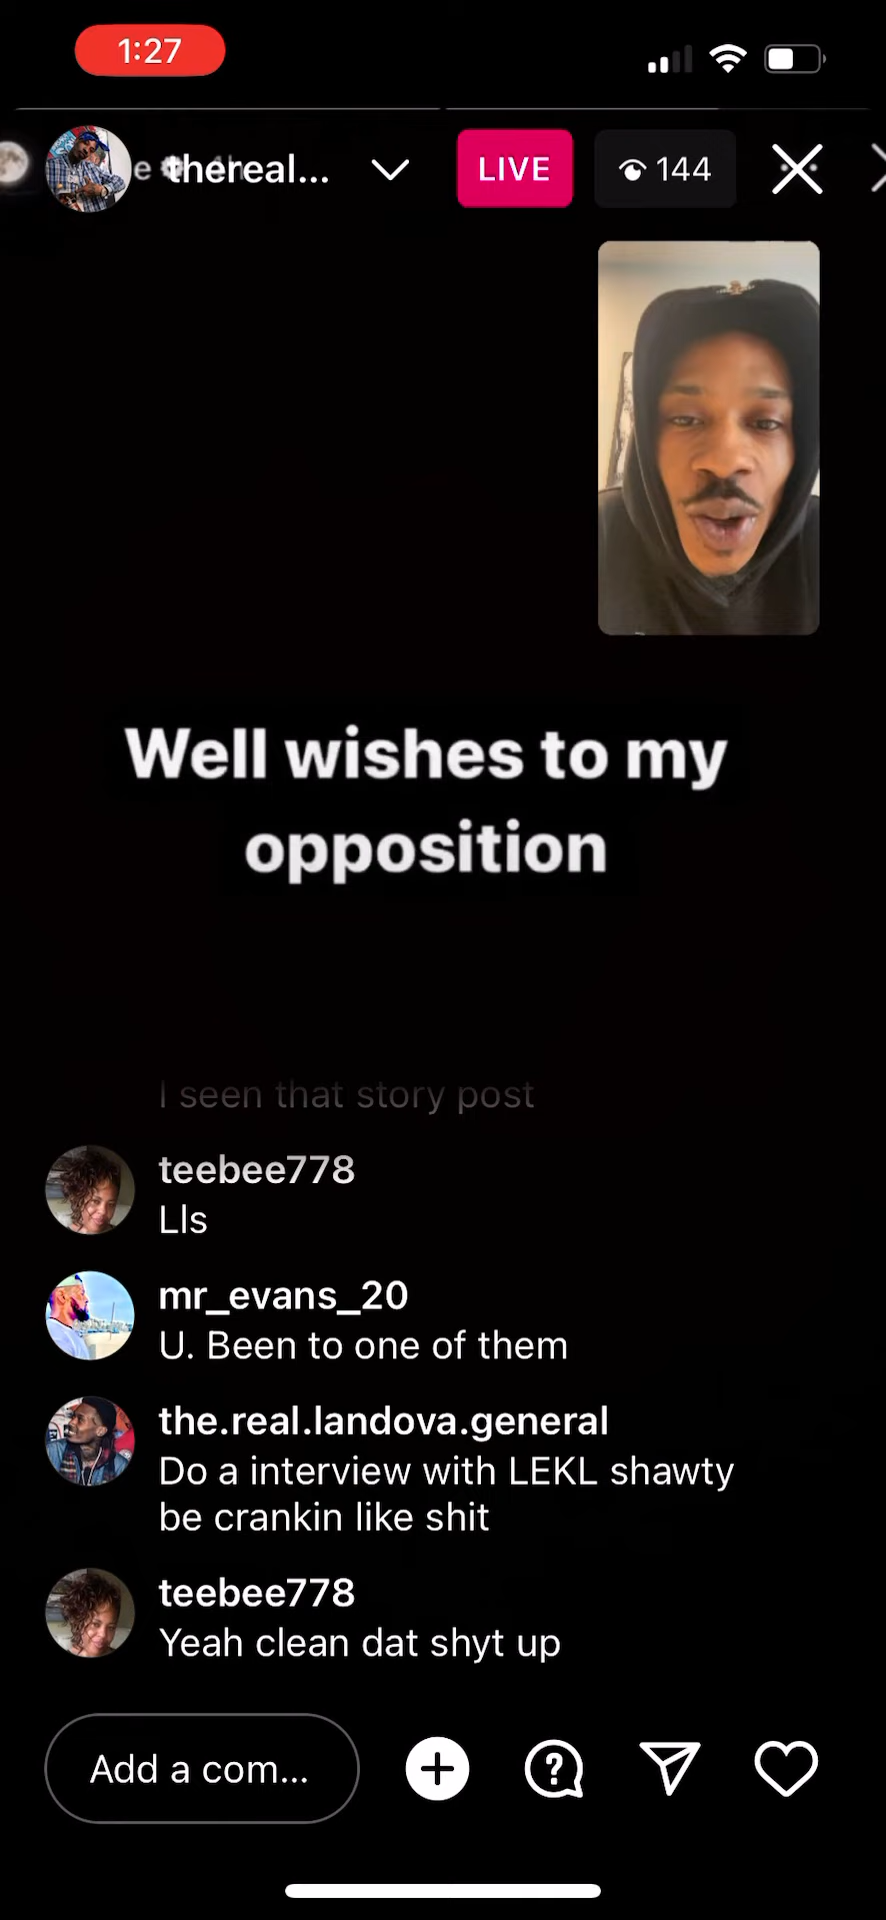 1:27
thereal...
LIVE
144
Well wishes to my
opposition
I seen that story post
teebee778
Lls
mr_evans_20
U. Been to one of them
the.real.landova.general
Do a interview with LEKL shawty
be crankin like shit
teebee778
Yeah clean dat shyt up
Add a com...